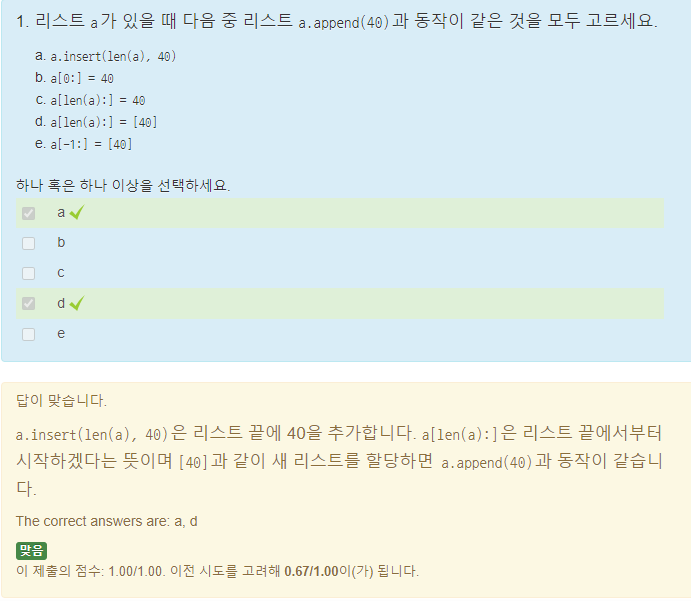 1. 리스트 a가 있을 때 다음 중 리스트 a.append(40)과 동작이 같은 것을 모두 고르세요.
a. a.insert(len(a), 40)
b. a[0:] = 40
c. a[len(a):] = 40
d. a[len(a):] = [40]
e. a[-1:] = [40]
하나 혹은 하나 이상을 선택하세요.
a
b
c
d
e
답이 맞습니다.
a.insert(len(a), 40)은 리스트 끝에 40을 추가합니다. a[len(a):]은 리스트 끝에서부터
시작하겠다는 뜻이며 [40]과 같이 새 리스트를 할당하면 a.append(40)과 동작이 같습니
다.
The correct answers are: a, d
맞음
이 제출의 점수: 1.00/1.00. 이전 시도를 고려해 0.67/1.00이(가) 됩니다.